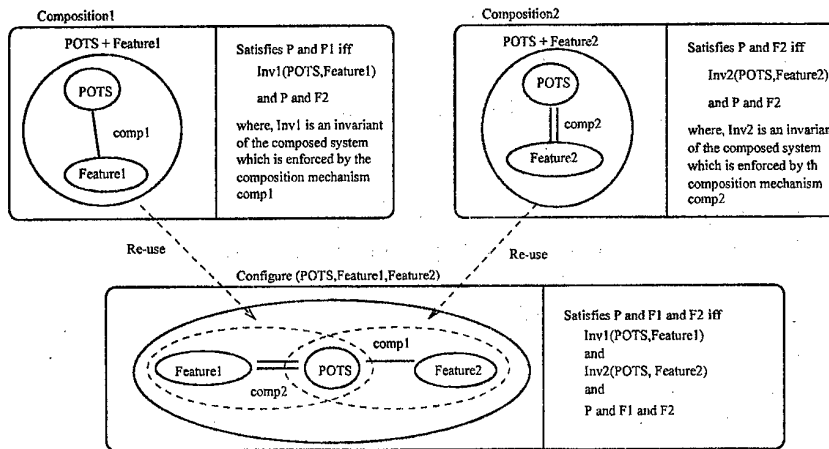 Composition1
POTS + Feature1
POTS
comp1
Feature1
Satisfies P and F1 iff
Inv1(POTS,Feature1)
and P and F2
where, Inv1 is an invariant
of the composed system
which is enforced by the
composition mechanism
comp1
Composition2
POTS + Feature2
POTS
comp2
Feature2
Satisfies P and F2 iff
Inv2(POTS,Feature2)
and P and F2
where, Inv2 is an invarian
of the composed system
which is enforced by th
composition mechanism
comp2
Re-use
Re-use
Configure (POTS,Feature1,Feature2)
Feature1
comp2
POTS
comp1
Feature2
Satisfies P and F1 and F2 iff
Inv1(POTS,Feature1)
and
Inv2(POTS, Feature2)
and
P and F1 and F2